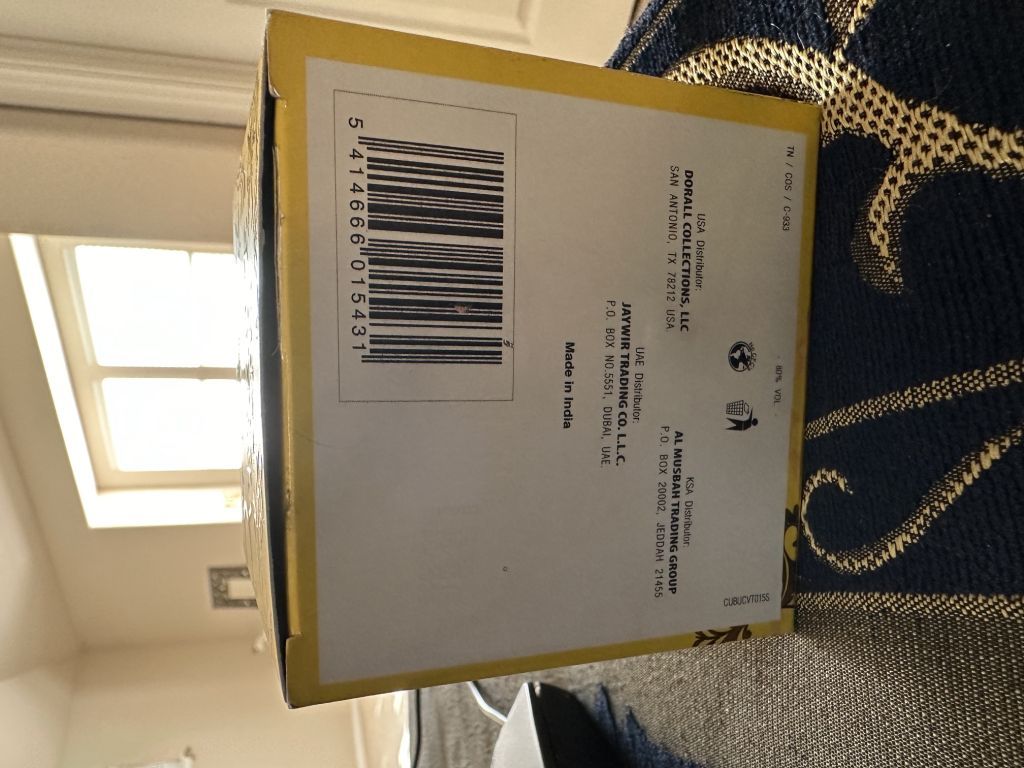 TN / COS / C-933
- 80% VOL -
USA Distributor:
DORALL COLLECTIONS, LLC
SAN ANTONIO, TX 78212 USA
KSA Distributor:
AL MUSBAH TRADING GROUP
P.O. BOX 20002, JEDDAH 21455
CUBUCVT015S
UAE Distributor:
JAYWIR TRADING CO. L.L.C.
P.O. BOX NO.5551, DUBAI, UAE.
Made in India
5 414666 015431